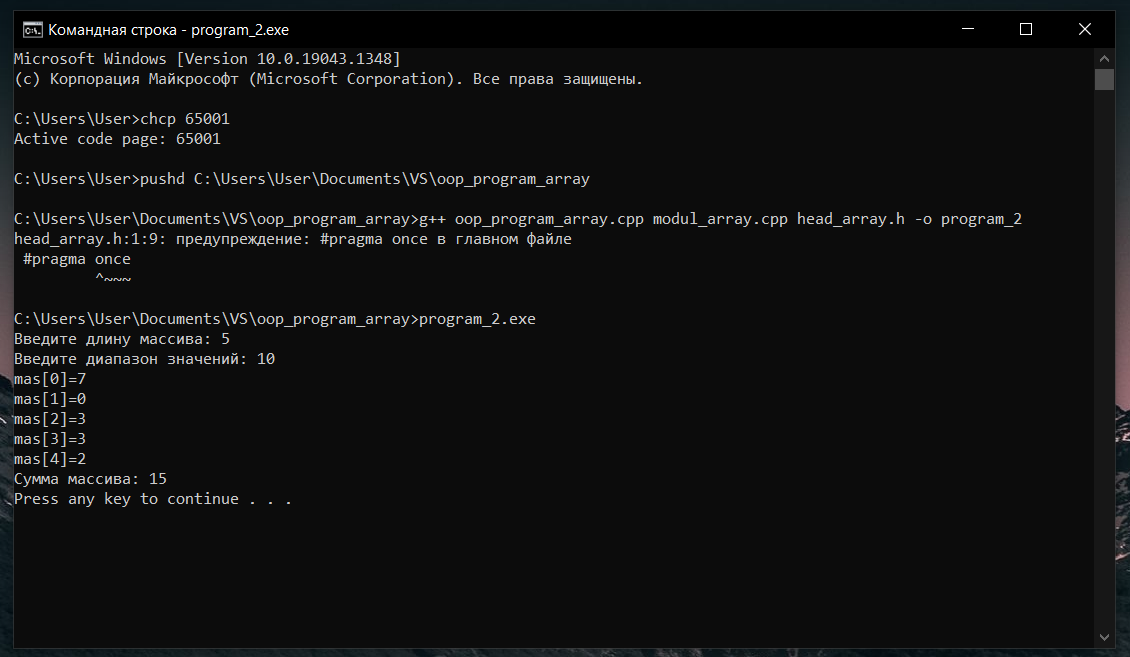 Командная строка - program_2.exe
Microsoft Windows [Version 10.0.19043.1348]
(c) Корпорация Майкрософт (Microsoft Corporation). Все права защищены.
C:\Users\User>chcp 65001
Active code page: 65001
C:\Users\User>pushd C:\Users\User\Documents\VS\oop_program_array
C:\Users\User\Documents\VS\oop_program_array>g++ oop_program_array.cpp modul_array.cpp head_array.h -o program_2
head_array.h:1:9: предупреждение: #pragma once в главном файле
 #pragma once
         ^~~~
C:\Users\User\Documents\VS\oop_program_array>program_2.exe
Введите длину массива: 5
Введите диапазон значений: 10
mas[0]=7
mas[1]=0
mas[2]=3
mas[3]=3
mas[4]=2
Сумма массива: 15
Press any key to continue . . .